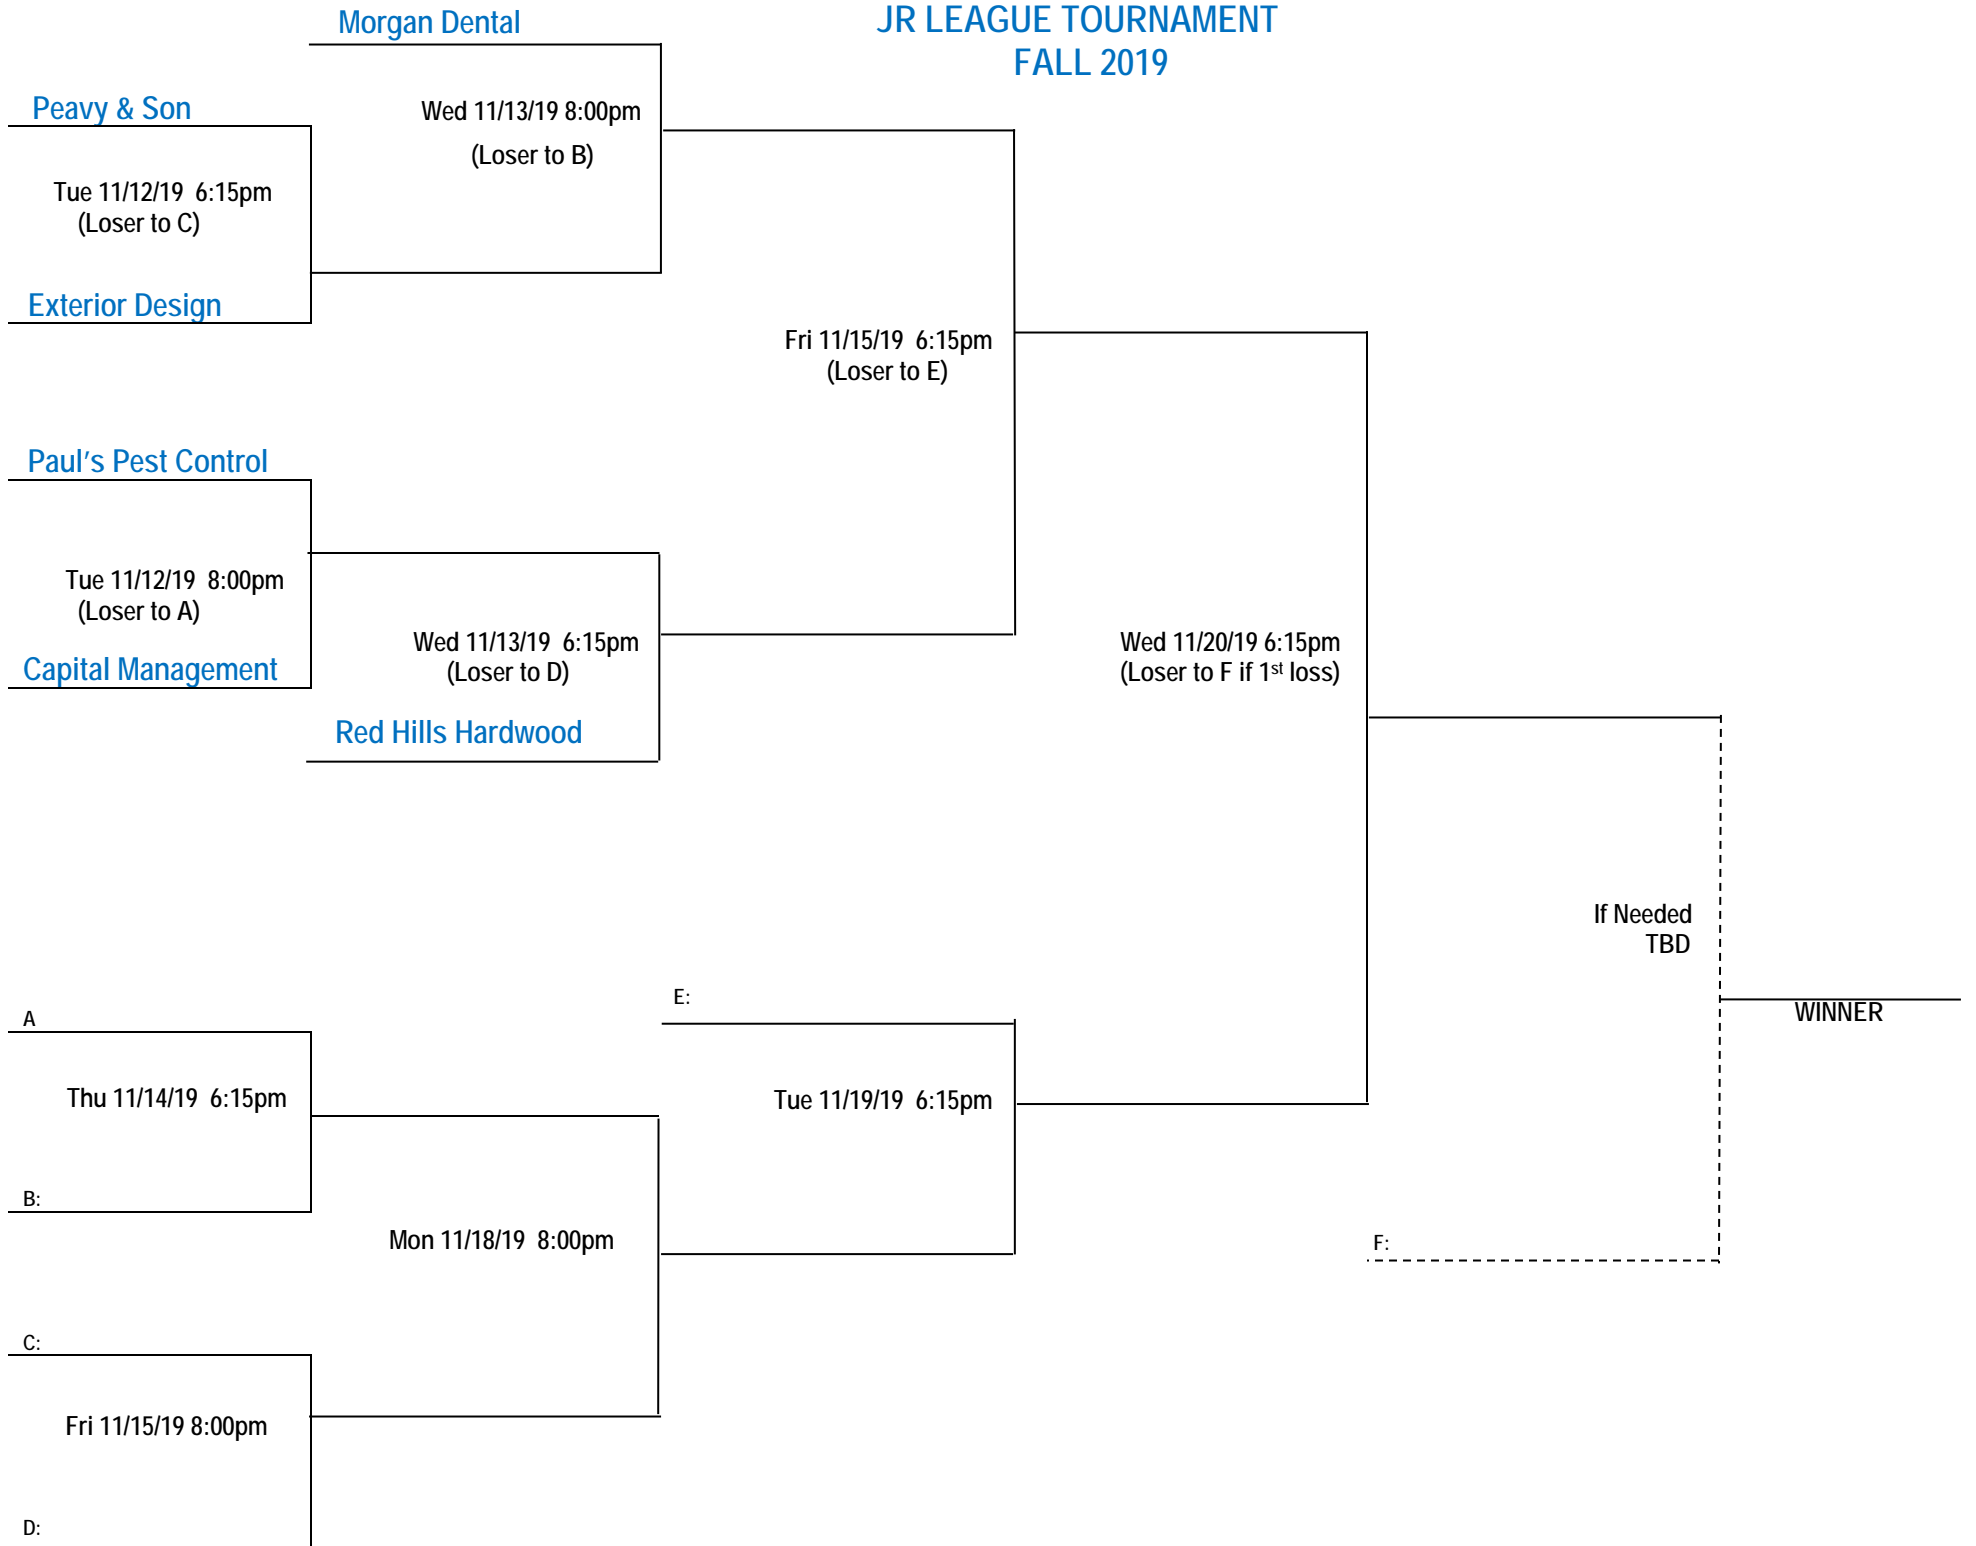 JR LEAGUE TOURNAMENT
FALL 2019
Morgan Dental
Peavy & Son
Wed 11/13/19 8:00pm
(Loser to B)
Tue 11/12/19 6:15pm
(Loser to C)
Exterior Design
Fri 11/15/19 6:15pm
(Loser to E)
Paul's Pest Control
Tue 11/12/19 8:00pm
(Loser to A)
Capital Management
Wed 11/13/19 6:15pm
(Loser to D)
Red Hills Hardwood
Wed 11/20/19 6:15pm
(Loser to F if 1st loss)
If Needed
TBD
WINNER
E:
A
Thu 11/14/19 6:15pm
Tue 11/19/19 6:15pm
B:
Mon 11/18/19 8:00pm
F:
C:
Fri 11/15/19 8:00pm
D: